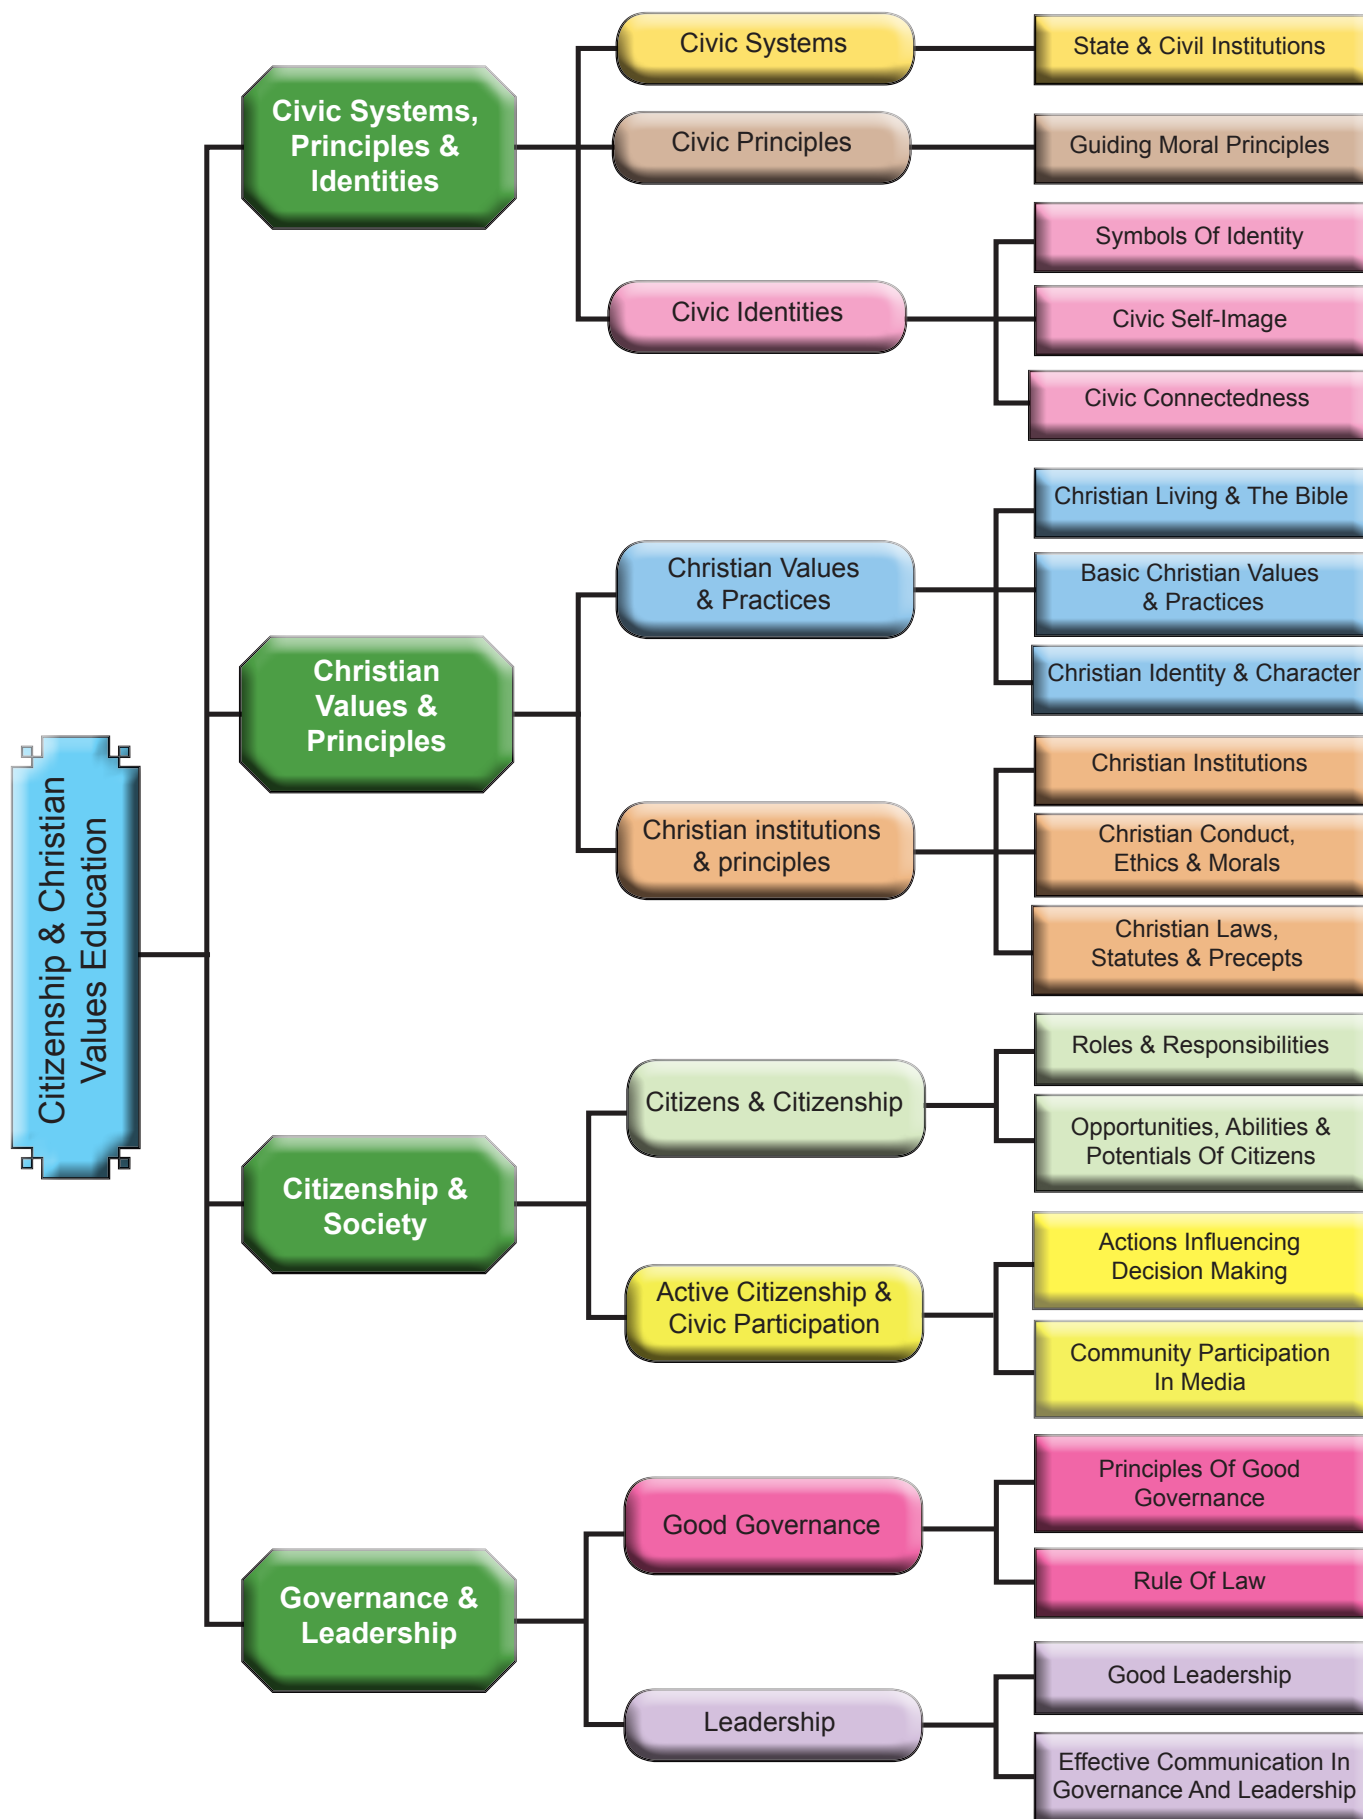 Citizenship & Christian
Values Education
Civic Systems,
Principles &
Identities
Civic Systems
State & Civil Institutions
Civic Principles
Guiding Moral Principles
Civic Identities
Symbols Of Identity
Civic Self-Image
Civic Connectedness
Christian
Values &
Principles
Christian Values
& Practices
Christian Living & The Bible
Basic Christian Values
& Practices
Christian Identity & Character
Christian institutions
& principles
Christian Institutions
Christian Conduct,
Ethics & Morals
Christian Laws,
Statutes & Precepts
Citizenship &
Society
Citizens & Citizenship
Roles & Responsibilities
Opportunities, Abilities &
Potentials Of Citizens
Active Citizenship &
Civic Participation
Actions Influencing
Decision Making
Community Participation
In Media
Governance &
Leadership
Good Governance
Principles Of Good
Governance
Rule Of Law
Leadership
Good Leadership
Effective Communication In
Governance And Leadership